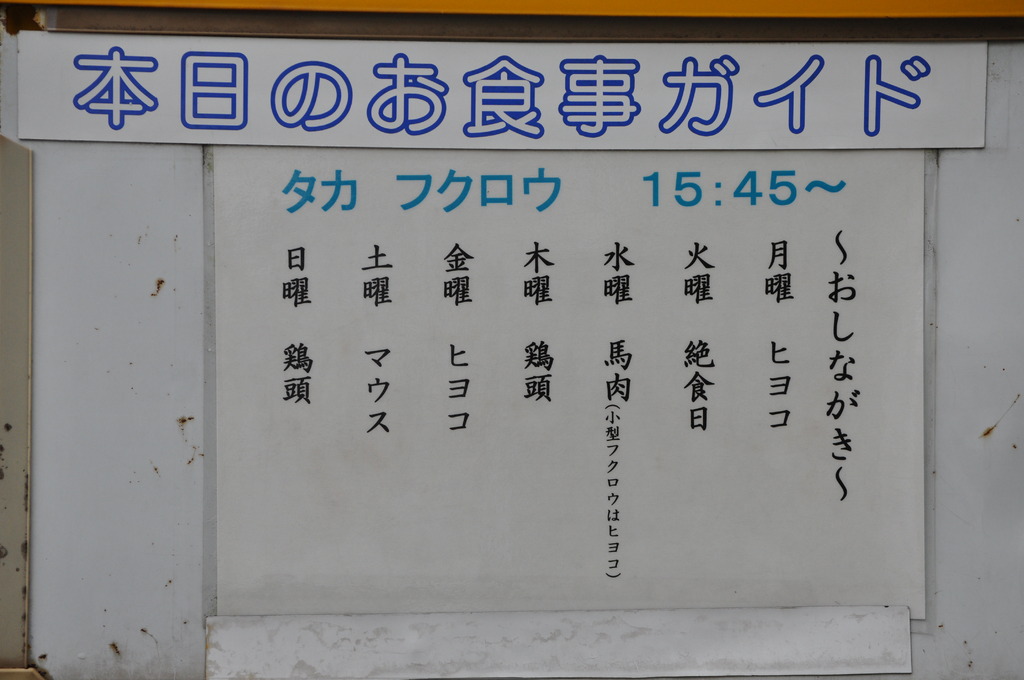 本日のお食事ガイド
タカ フクロウ 15:45～
～おしながき～
月曜 ヒヨコ
火曜 絶食日
水曜 馬肉(小型フクロウはヒヨコ)
木曜 鶏頭
金曜 ヒヨコ
土曜 マウス
日曜 鶏頭